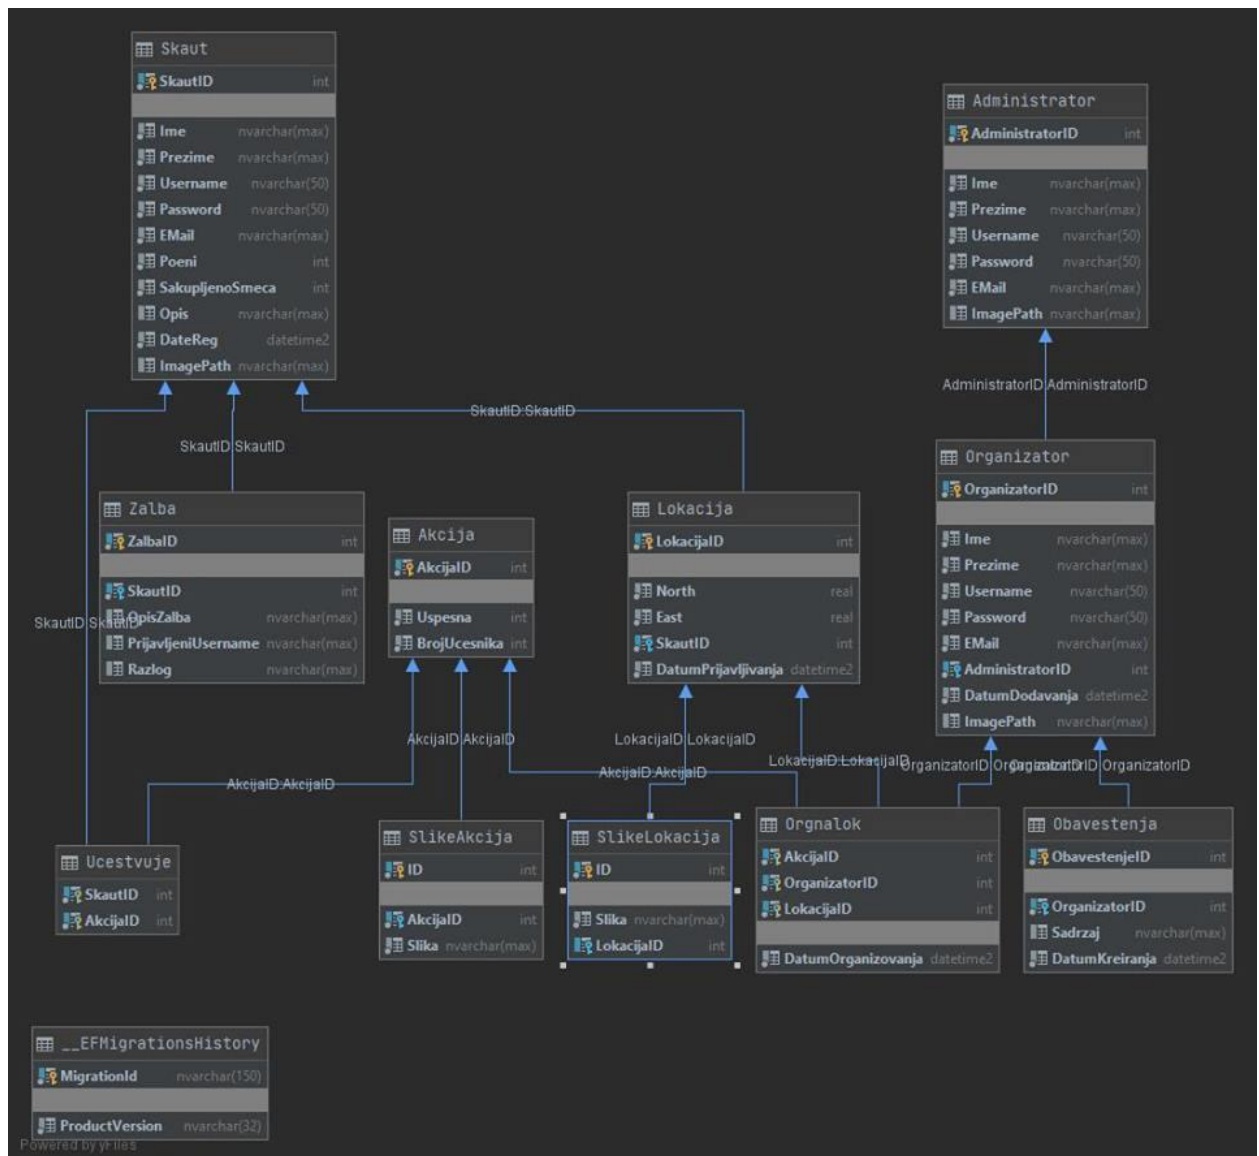 Skaut
SkautID int
Ime nvarchar(max)
Prezime nvarchar(max)
Username nvarchar(50)
Password nvarchar(50)
EMail nvarchar(max)
Poeni int
SakupljenoSmeca int
Opis nvarchar(max)
DateReg datetime2
ImagePath nvarchar(max)
Administrator
AdministratorID int
Ime nvarchar(max)
Prezime nvarchar(max)
Username nvarchar(50)
Password nvarchar(50)
EMail nvarchar(max)
ImagePath nvarchar(max)
AdministratorID:AdministratorID
SkautID:SkautID
SkautID:SkautID
SkautID:SkautID
Zalba
ZalbaID int
SkautID int
OpisZalba nvarchar(max)
PrijavljeniUsername nvarchar(max)
Razlog nvarchar(max)
Akcija
AkcijaID int
Uspesna int
BrojUcesnika int
Lokacija
LokacijaID int
North real
East real
SkautID int
DatumPrijavljivanja datetime2
Organizator
OrganizatorID int
Ime nvarchar(max)
Prezime nvarchar(max)
Username nvarchar(50)
Password nvarchar(50)
EMail nvarchar(max)
AdministratorID int
DatumDodavanja datetime2
ImagePath nvarchar(max)
AkcijaID:AkcijaID
AkcijaID:AkcijaID
AkcijaID:AkcijaID
LokacijaID:LokacijaID
LokacijaID:LokacijaID
OrganizatorID:OrganizatorID
OrganizatorID:OrganizatorID
Ucestvuje
SkautID int
AkcijaID int
SlikeAkcija
ID int
AkcijaID int
Slika nvarchar(max)
SlikeLokacija
ID int
Slika nvarchar(max)
LokacijaID int
Orgnalok
AkcijaID int
OrganizatorID int
LokacijaID int
DatumOrganizovanja datetime2
Obavestenja
ObavestenjeID int
OrganizatorID int
Sadrzaj nvarchar(max)
DatumKreiranja datetime2
__EFMigrationsHistory
MigrationId nvarchar(150)
ProductVersion nvarchar(32)
Powered by yFiles